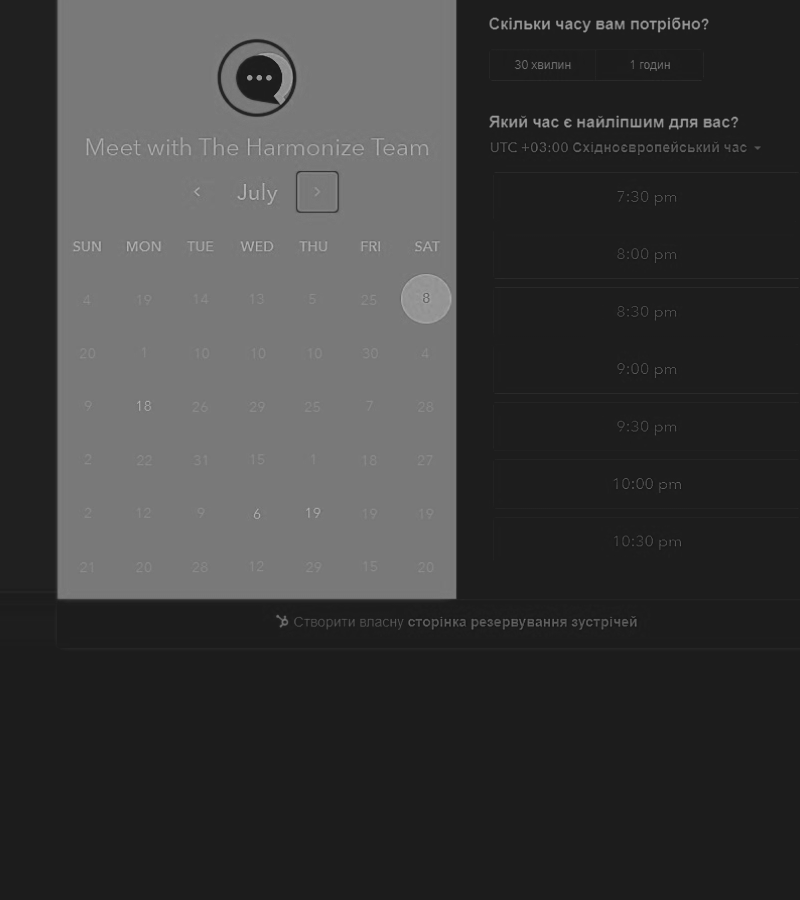 Meet with The Harmonize Team
July
SUN MON TUE WED THU FRI SAT
4 19 14 13 5 25 8
20 1 10 10 10 30 4
9 18 26 29 25 7 28
2 22 31 15 1 18 27
2 12 9 6 19 19 19
21 20 28 12 29 15 20
Скільки часу вам потрібно?
30 хвилин 1 годин
Який час є найліпшим для вас?
UTC +03:00 Східноєвропейський час
7:30 pm
8:00 pm
8:30 pm
9:00 pm
9:30 pm
10:00 pm
10:30 pm
Створити власну сторінка резервування зустрічей